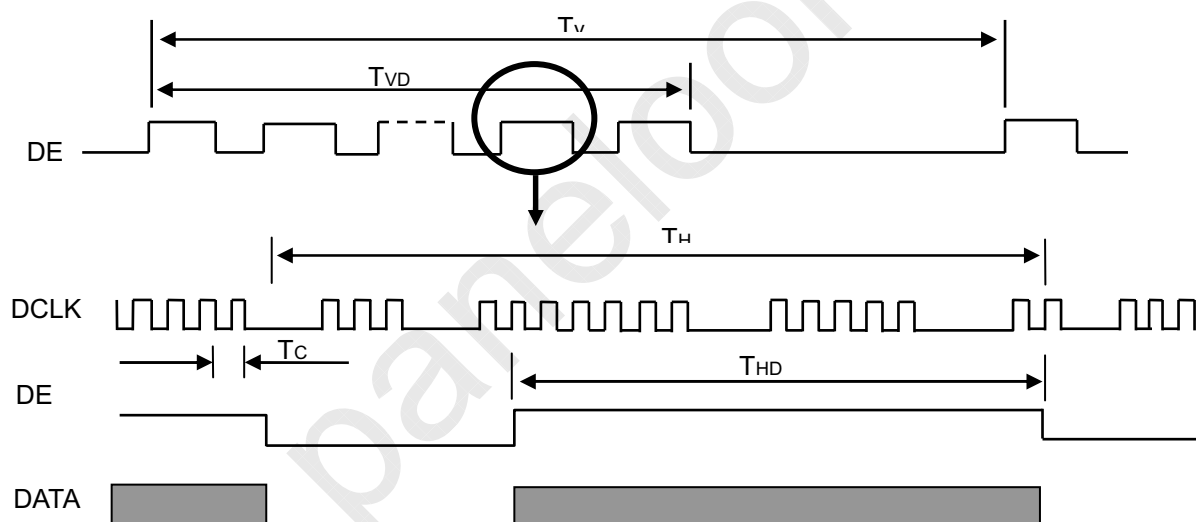 TV
TVD
DE
TH
DCLK
TC
THD
DE
DATA
panelook